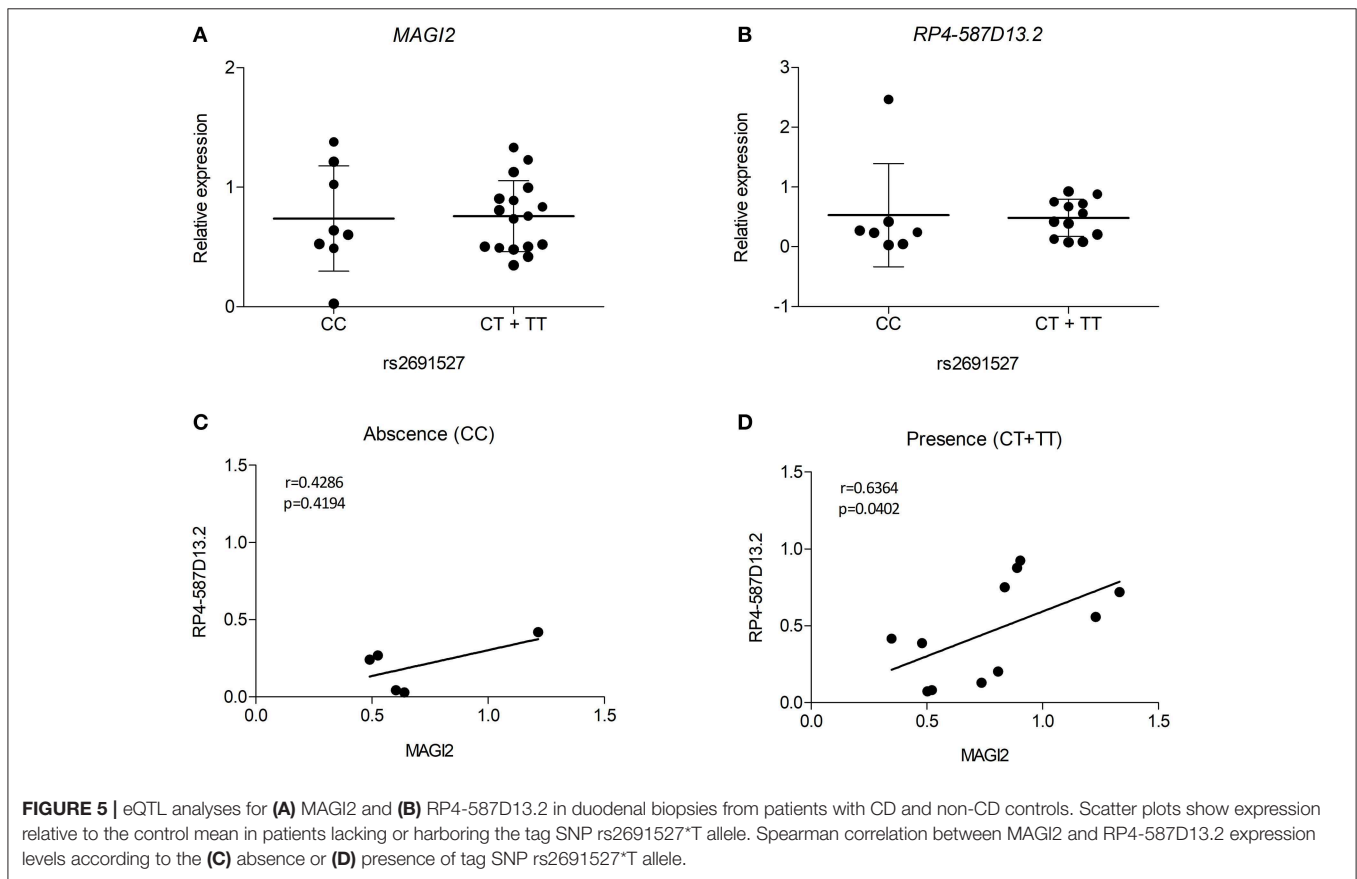 A
MAGI2
2
1
0
Relative expression
CC
CT + TT
rs2691527
B
RP4-587D13.2
3
2
1
0
-1
Relative expression
CC
CT + TT
rs2691527
C
Abscence (CC)
r=0.4286
p=0.4194
1.5
1.0
0.5
0.0
RP4-587D13.2
0.0
0.5
1.0
1.5
MAGI2
D
Presence (CT+TT)
r=0.6364
p=0.0402
1.5
1.0
0.5
0.0
RP4-587D13.2
0.0
0.5
1.0
1.5
MAGI2
FIGURE 5 | eQTL analyses for (A) MAGI2 and (B) RP4-587D13.2 in duodenal biopsies from patients with CD and non-CD controls. Scatter plots show expression
relative to the control mean in patients lacking or harboring the tag SNP rs2691527*T allele. Spearman correlation between MAGI2 and RP4-587D13.2 expression
levels according to the (C) absence or (D) presence of tag SNP rs2691527*T allele.